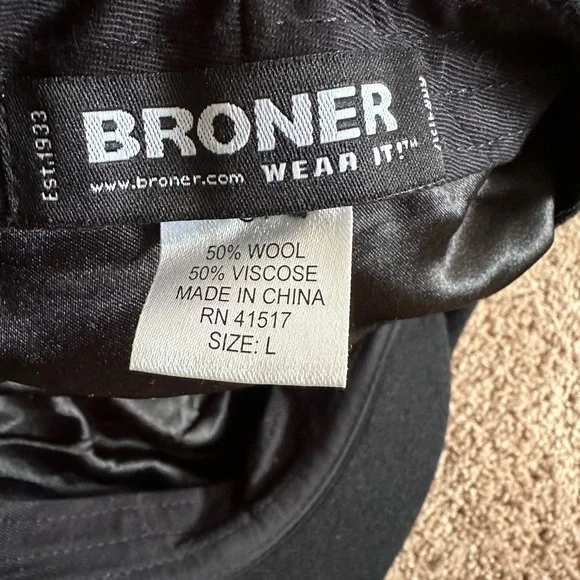 Est.1933
BRONER
WEAR IT!™
www.broner.com
50% WOOL
50% VISCOSE
MADE IN CHINA
RN 41517
SIZE: L